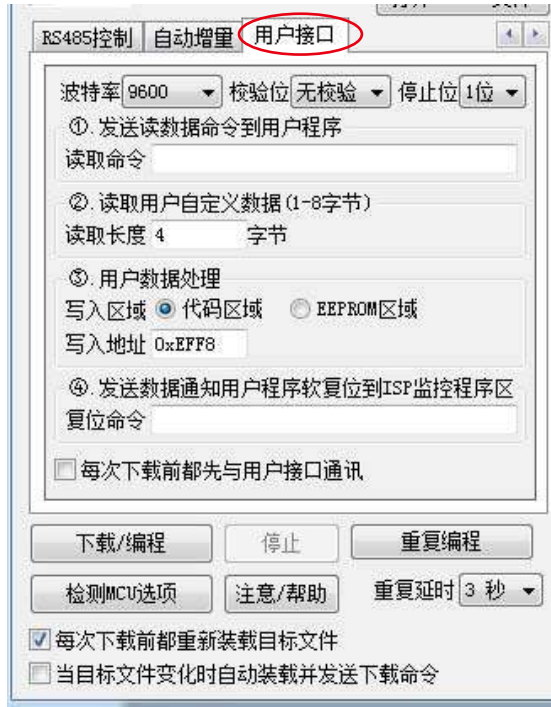 RS485控制 自动增量 用户接口
波特率 9600 校验位 无校验 停止位 1位
①. 发送读数据命令到用户程序
读取命令
②. 读取用户自定义数据(1-8字节)
读取长度 4 字节
③. 用户数据处理
写入区域 代码区域 EEPROM区域
写入地址 0xEFF8
④. 发送数据通知用户程序软复位到ISP监控程序区
复位命令
每次下载前都先与用户接口通讯
下载/编程 停止 重复编程
检测MCU选项 注意/帮助 重复延时 3 秒
每次下载前都重新装载目标文件
当目标文件变化时自动装载并发送下载命令